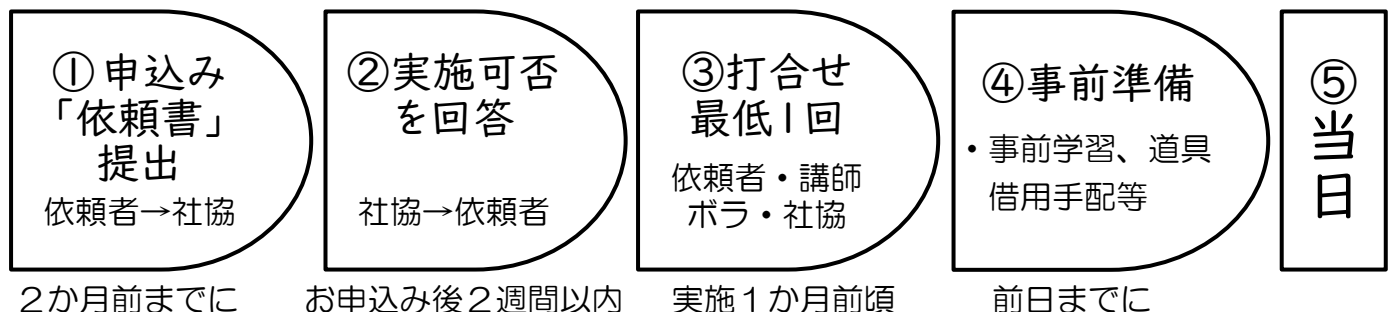 ①申込み
「依頼書」
提出
依頼者→社協
2か月前までに
②実施可否
を回答
社協→依頼者
お申込み後2週間以内
③打合せ
最低1回
依頼者・講師
ボラ・社協
実施1か月前頃
④事前準備
・事前学習、道具
借用手配等
前日までに
⑤当日